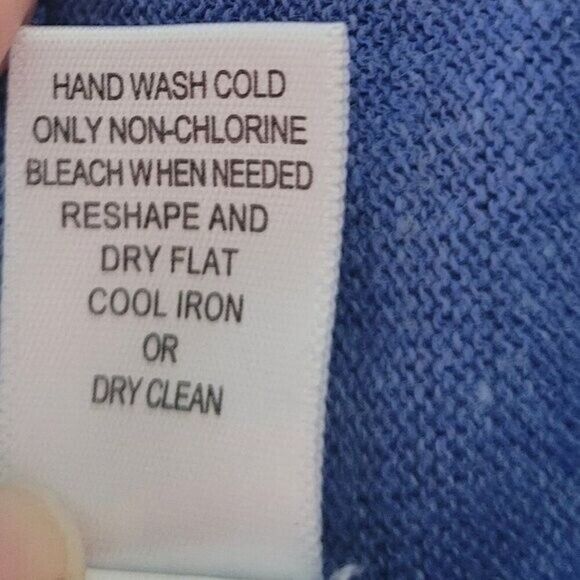 HAND WASH COLD
ONLY NON-CHLORINE
BLEACH WHEN NEEDED
RESHAPE AND
DRY FLAT
COOL IRON
OR
DRY CLEAN